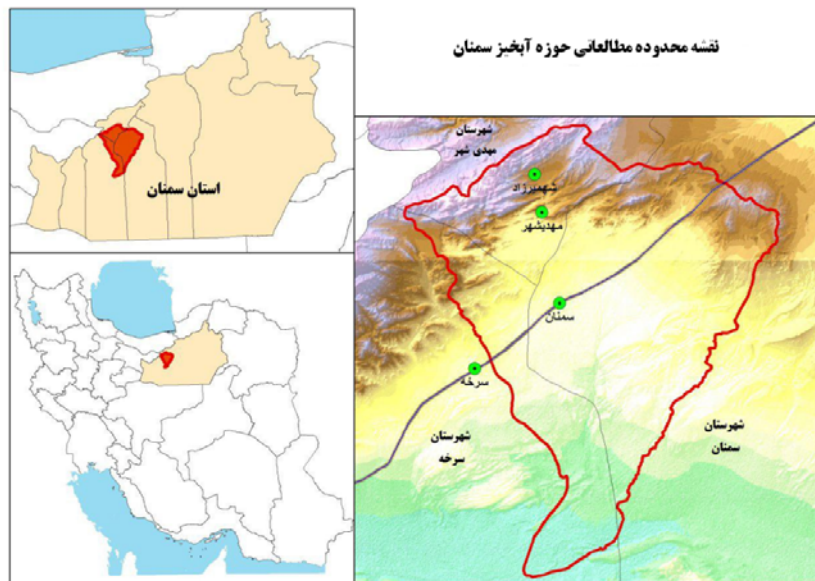 نقشه محدوده مطالعاتی حوزه آبخیز سمنان
شهرستان
مهدی شهر
شهمیرزاد
مهدیشهر
سمنان
سرخه
شهرستان
سرخه
شهرستان
سمنان
استان سمنان